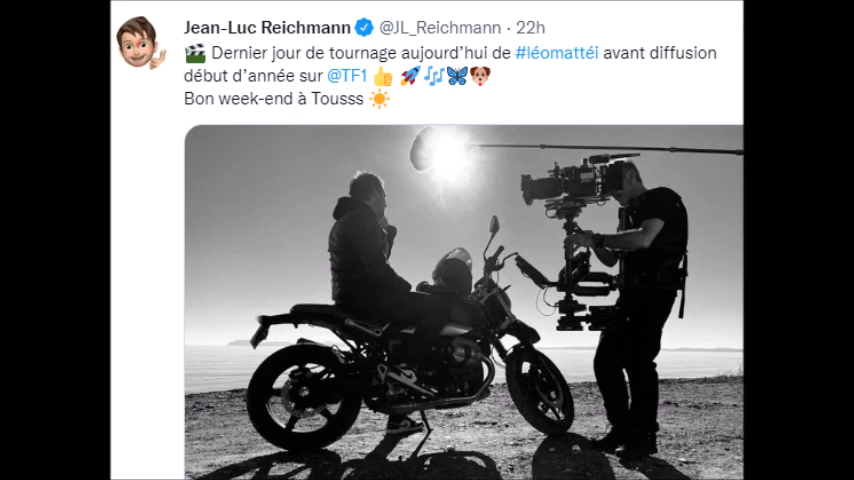 Jean-Luc Reichmann @JL_Reichmann · 22h
🎬 Dernier jour de tournage aujourd’hui de #léomattéi avant diffusion
début d’année sur @TF1 👍 🚀🎶🦋🐶
Bon week-end à Tousss ☀️